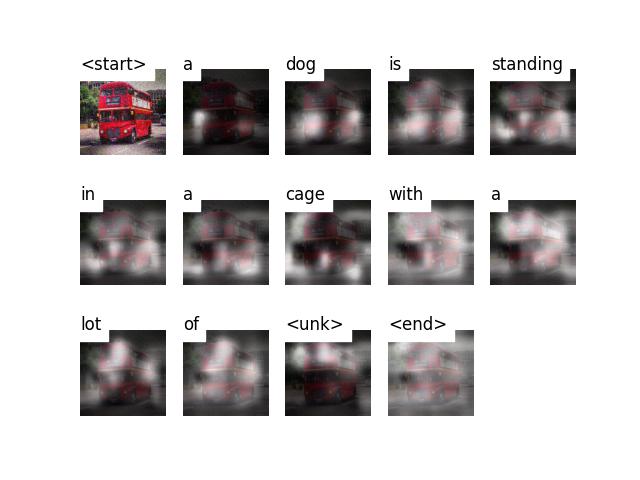 <start> a dog is standing
in a cage with a
lot of <unk> <end>